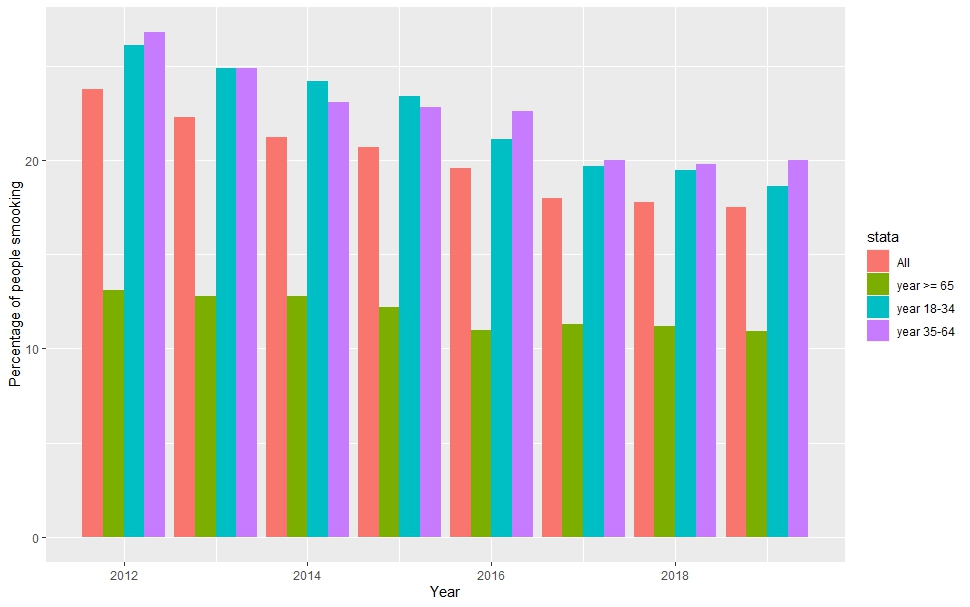 Percentage of people smooking
20
10
0
2012
2014
2016
2018
Year
stata
All
year >= 65
year 18-34
year 35-64